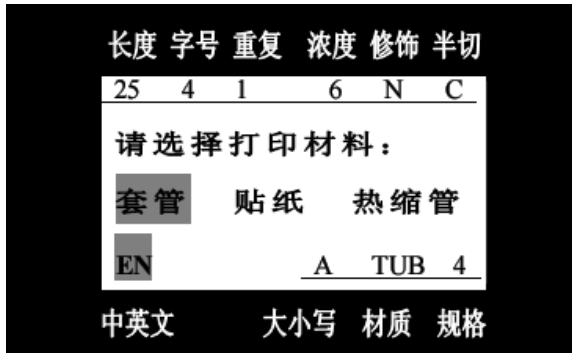 长度 字号 重复 浓度 修饰 半切
25 4 1 6 N C
请选择打印材料：
套管 贴纸 热缩管
EN A TUB 4
中英文 大小写 材质 规格